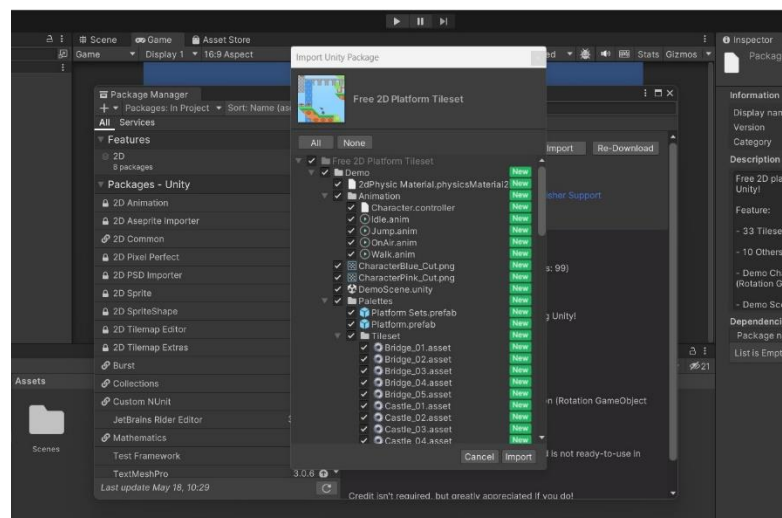 Scene Game Asset Store
Inspector
Game Display 1 16:9 Aspect
Stats Gizmos
Import Unity Package
Free 2D Platform Tileset
All None
Free 2D Platform Tileset
Demo New
2dPhysic Material.physicsMaterial2 New
Animation New
Character.controller New
Idle.anim New
Jump.anim New
OnAir.anim New
Walk.anim New
CharacterBlue_Cut.png New
CharacterPink_Cut.png New
DemoScene.unity New
Palettes New
Platform Sets.prefab New
Platform.prefab New
Tileset New
Bridge_01.asset New
Bridge_02.asset New
Bridge_03.asset New
Bridge_04.asset New
Bridge_05.asset New
Castle_01.asset New
Castle_02.asset New
Castle_03.asset New
Castle_04.asset New
Cancel Import
Package Manager
+ Packages: In Project Sort: Name (as
All Services
Features
2D
8 packages
Packages - Unity
2D Animation
2D Aseprite Importer
2D Common
2D Pixel Perfect
2D PSD Importer
2D Sprite
2D SpriteShape
2D Tilemap Editor
2D Tilemap Extras
Burst
Collections
Custom NUnit
JetBrains Rider Editor
Mathematics
Test Framework
TextMeshPro 3.0.6
Last update May 18, 10:29
Import Re-Download
isher Support
s: 99)
g Unity!
on (Rotation GameObject
d is not ready-to-use in
Credit isn't required, but greatly appreciated if you do!
Packag
Information
Display nam
Version
Category
Description
Free 2D pla
Unity!
Feature:
- 33 Tilese
- 10 Others
- Demo Ch
(Rotation G
- Demo Sce
Dependenci
Package n
List is Empt
21
Assets
Scenes